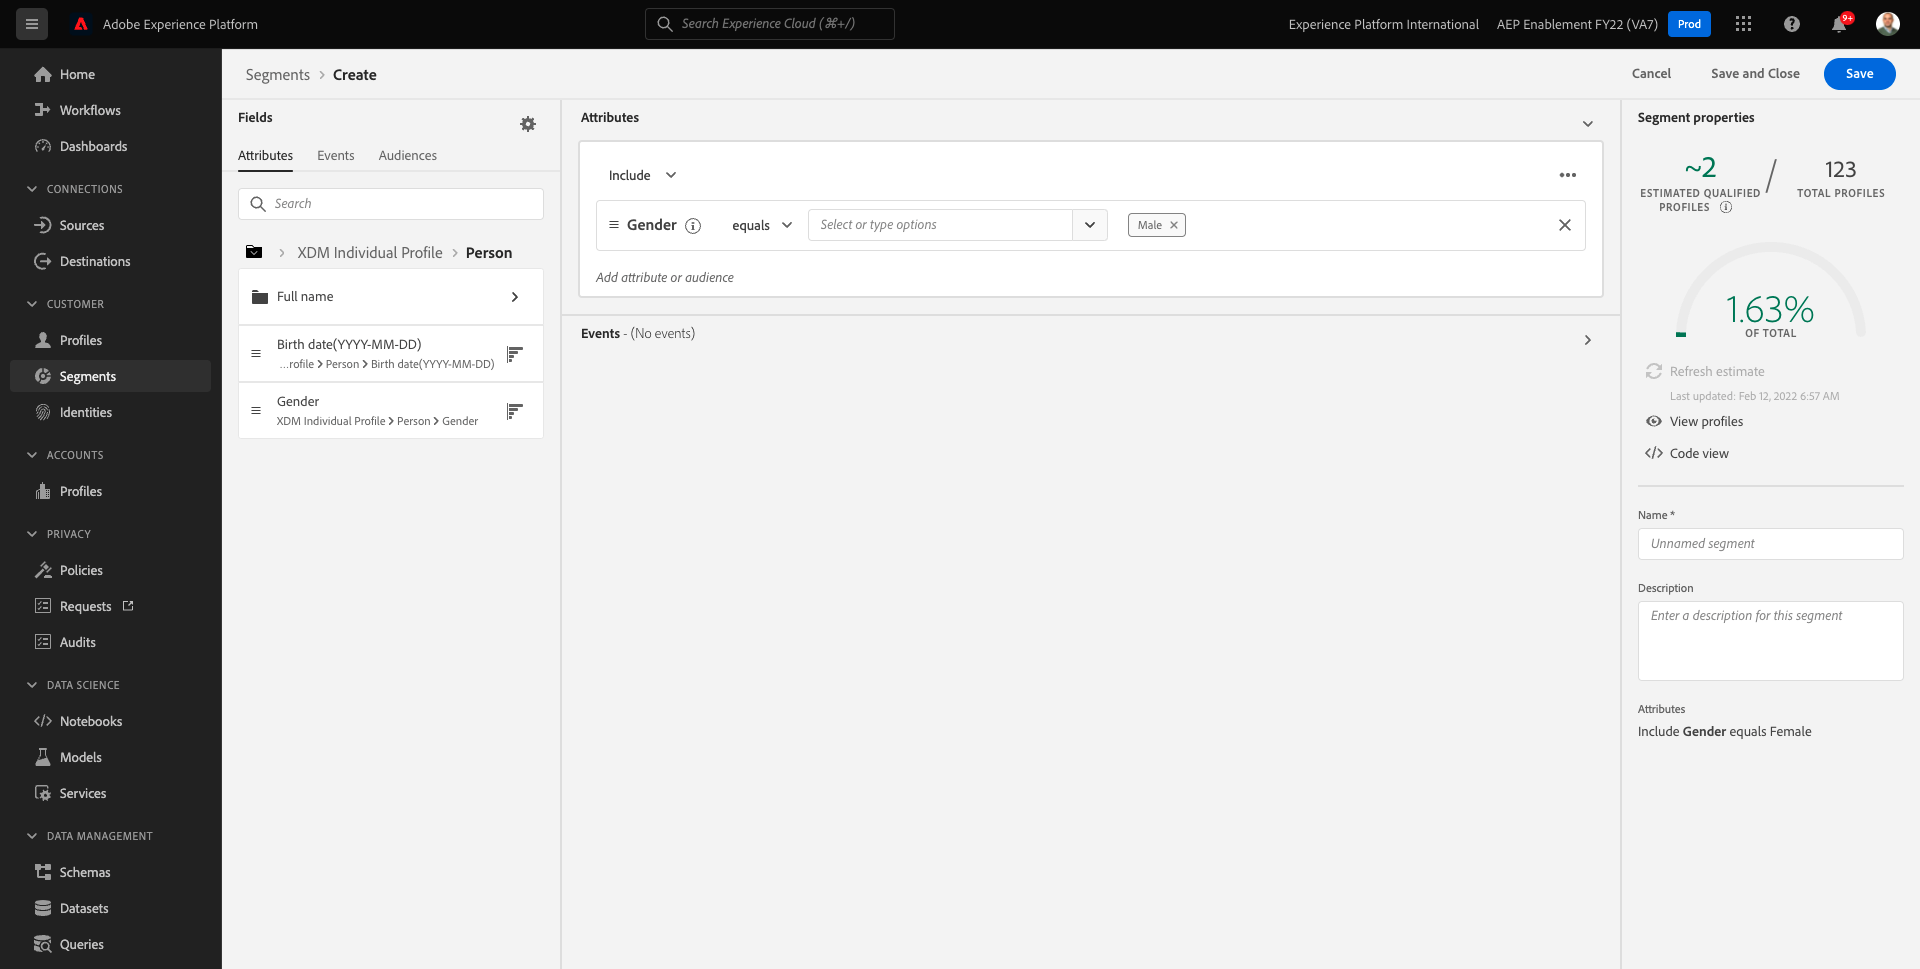 Adobe Experience Platform
Search Experience Cloud (⌘+/)
Experience Platform International
AEP Enablement FY22 (VA7)
Prod
9+
Home
Workflows
Dashboards
CONNECTIONS
Sources
Destinations
CUSTOMER
Profiles
Segments
Identities
ACCOUNTS
Profiles
PRIVACY
Policies
Requests
Audits
DATA SCIENCE
Notebooks
Models
Services
DATA MANAGEMENT
Schemas
Datasets
Queries
Segments > Create
Cancel
Save and Close
Save
Fields
Attributes
Events
Audiences
Search
XDM Individual Profile > Person
Full name
Birth date(YYYY-MM-DD)
...rofile > Person > Birth date(YYYY-MM-DD)
Gender
XDM Individual Profile > Person > Gender
Attributes
Include
Gender equals Select or type options Male
Add attribute or audience
Events - (No events)
Segment properties
~2 / 123
ESTIMATED QUALIFIED PROFILES
TOTAL PROFILES
1.63%
OF TOTAL
Refresh estimate
Last updated: Feb 12, 2022 6:57 AM
View profiles
Code view
Name *
Unnamed segment
Description
Enter a description for this segment
Attributes
Include Gender equals Female